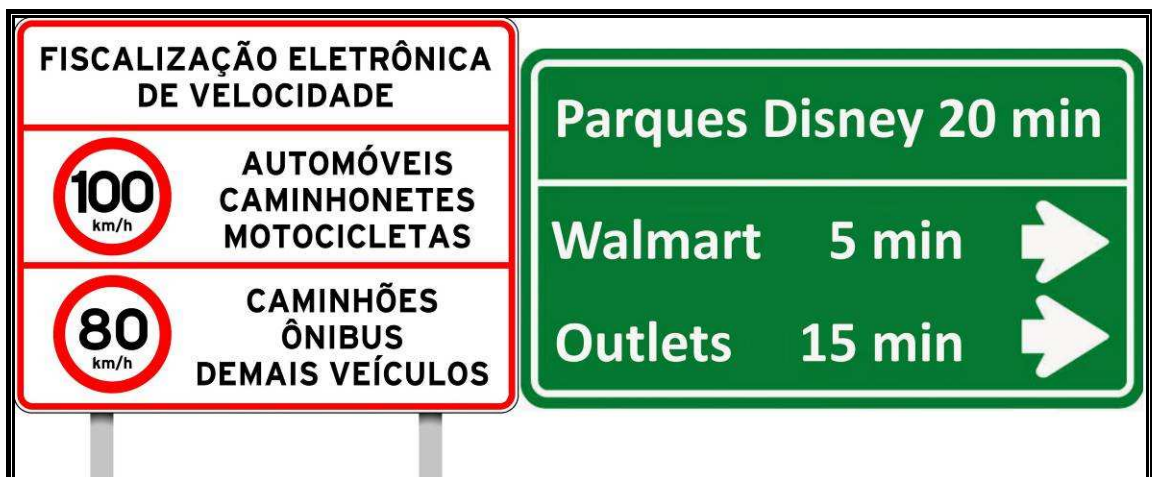 FISCALIZAÇÃO ELETRÔNICA
DE VELOCIDADE
100
km/h
AUTOMÓVEIS
CAMINHONETES
MOTOCICLETAS
80
km/h
CAMINHÕES
ÔNIBUS
DEMAIS VEÍCULOS
Parques Disney 20 min
Walmart 5 min
Outlets 15 min